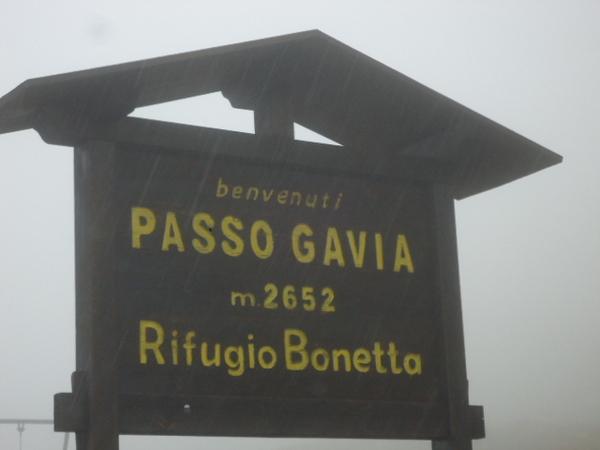 benvenuti
PASSO GAVIA
m.2652
Rifugio Bonetta